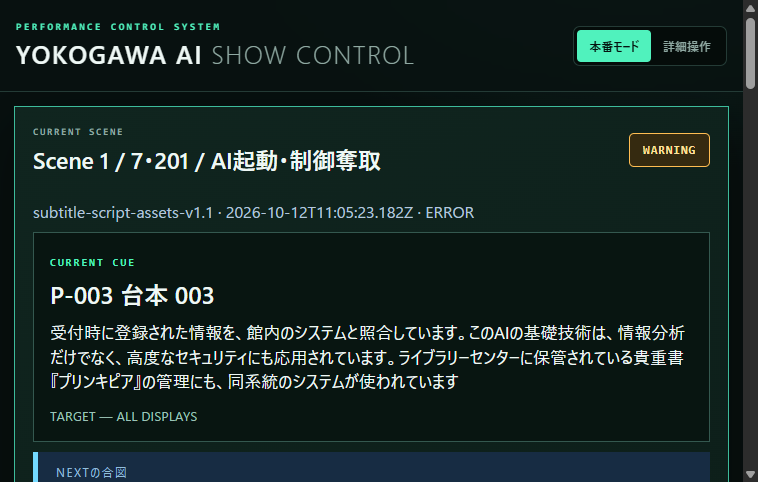 PERFORMANCE CONTROL SYSTEM
YOKOGAWA AI SHOW CONTROL
本番モード
詳細操作
CURRENT SCENE
Scene 1 / 7・201 / AI起動・制御奪取
WARNING
subtitle-script-assets-v1.1 · 2026-10-12T11:05:23.182Z · ERROR
CURRENT CUE
P-003 台本 003
受付時に登録された情報を、館内のシステムと照合しています。このAIの基礎技術は、情報分析
だけでなく、高度なセキュリティにも応用されています。ライブラリーセンターに保管されている貴重書
『プリンキピア』の管理にも、同系統のシステムが使われています
TARGET — ALL DISPLAYS
NEXTの合図